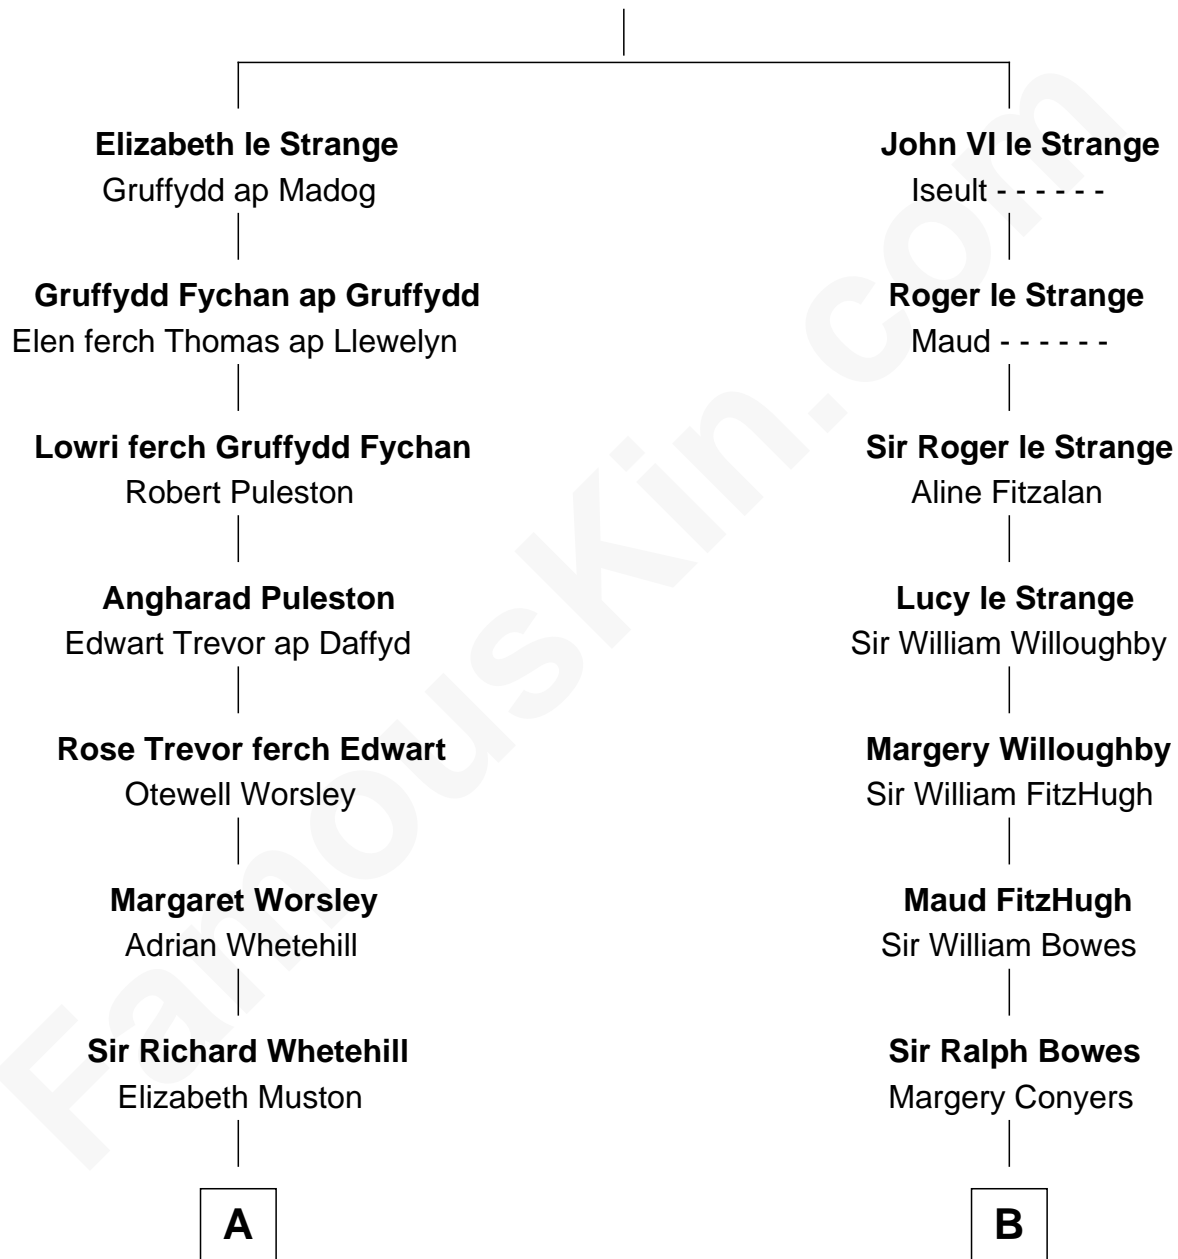 Elizabeth le Strange
Gruffydd ap Madog
Gruffydd Fychan ap Gruffydd
Elen ferch Thomas ap Llewelyn
Lowri ferch Gruffydd Fychan
Robert Puleston
Angharad Puleston
Edwart Trevor ap Daffyd
Rose Trevor ferch Edwart
Otewell Worsley
Margaret Worsley
Adrian Whetehill
Sir Richard Whetehill
Elizabeth Muston
A
John VI le Strange
Iseult - - - - - -
Roger le Strange
Maud - - - - - -
Sir Roger le Strange
Aline Fitzalan
Lucy le Strange
Sir William Willoughby
Margery Willoughby
Sir William FitzHugh
Maud FitzHugh
Sir William Bowes
Sir Ralph Bowes
Margery Conyers
B
FamousKin.com